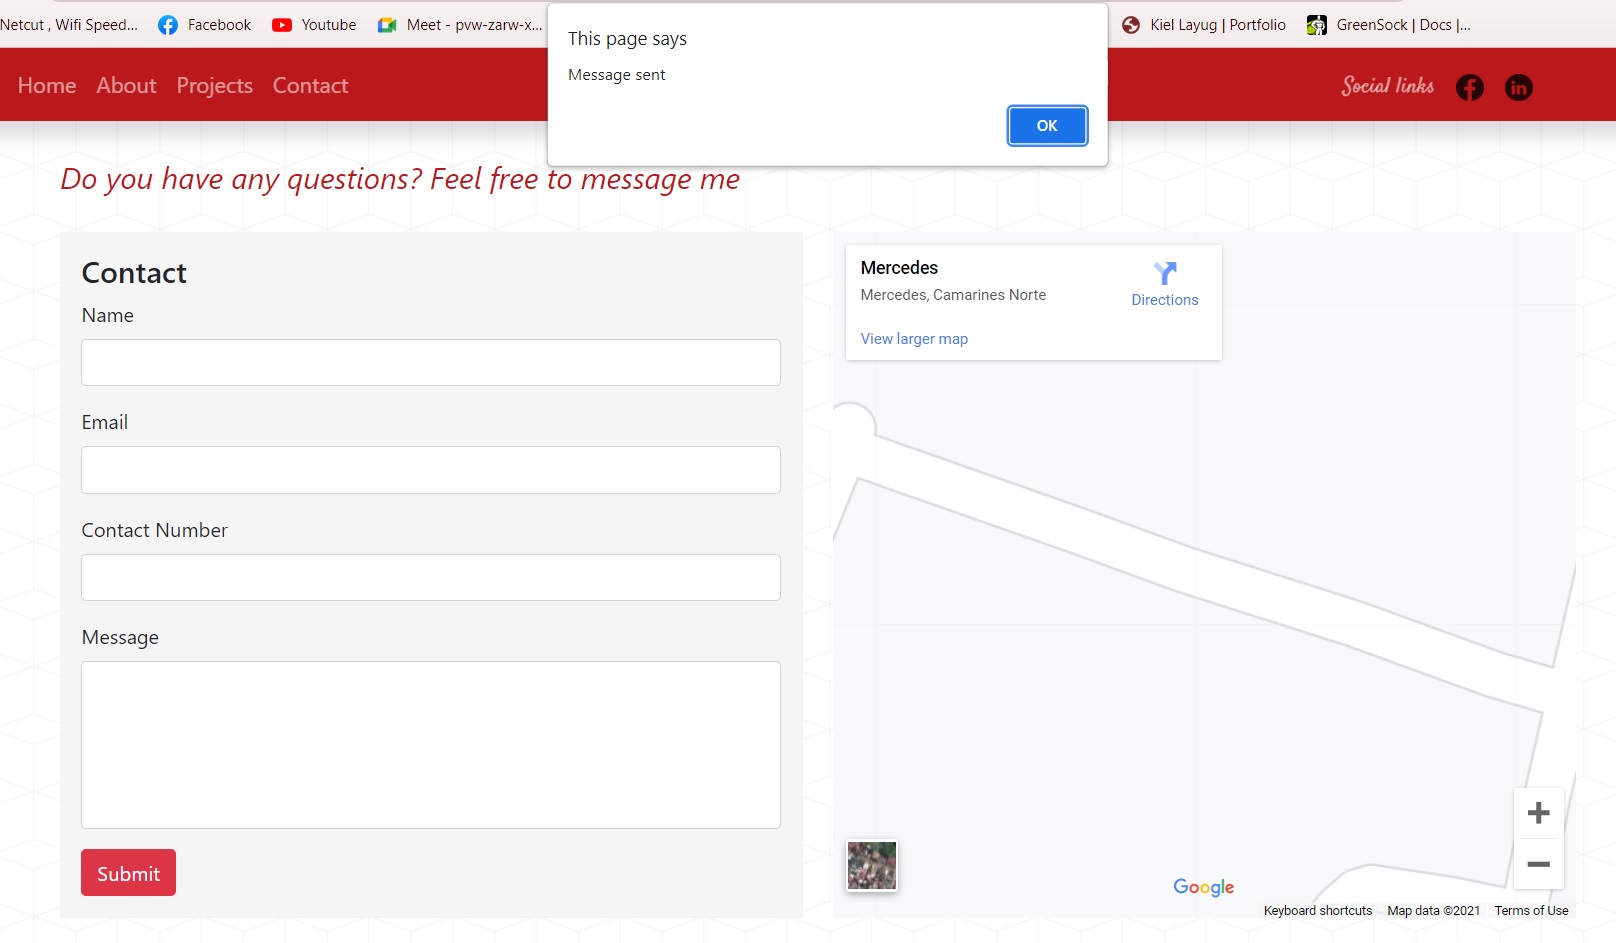 Netcut , Wifi Speed... Facebook Youtube Meet - pvw-zarw-x... Kiel Layug | Portfolio GreenSock | Docs |...
This page says
Message sent
OK
Home About Projects Contact Social links
Do you have any questions? Feel free to message me
Contact
Name
Email
Contact Number
Message
Submit
Mercedes
Mercedes, Camarines Norte
Directions
View larger map
Google
Keyboard shortcuts Map data ©2021 Terms of Use